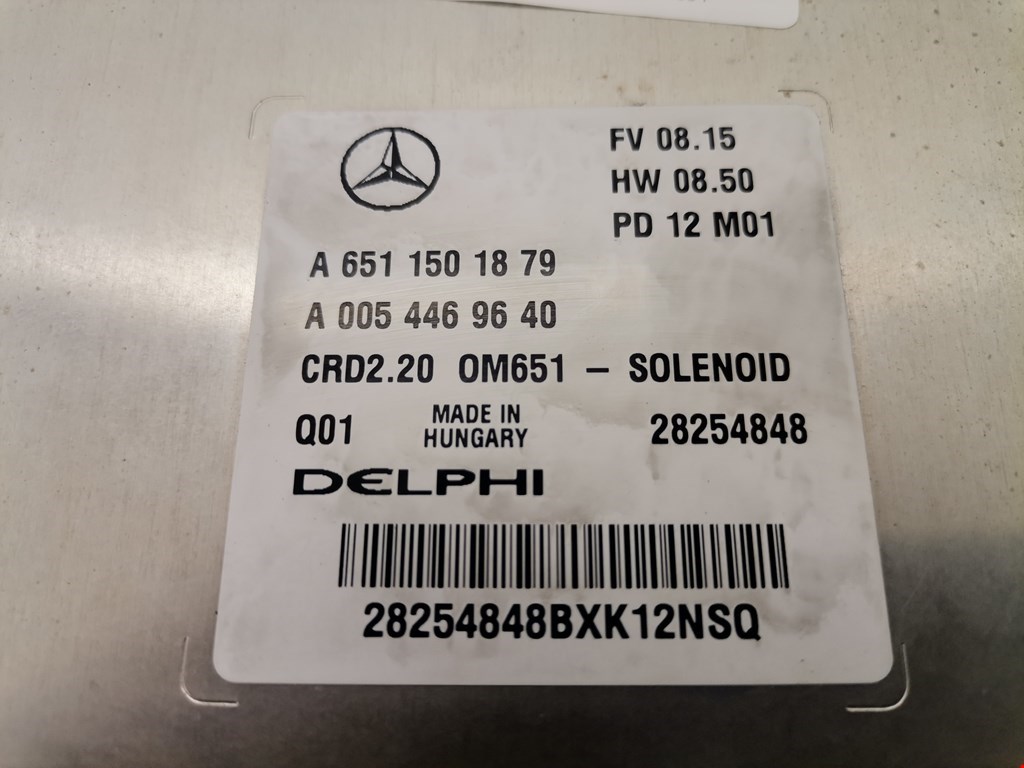 FV 08.15
HW 08.50
PD 12 M01
A 651 150 18 79
A 005 446 96 40
CRD2.20 OM651 – SOLENOID
Q01 MADE IN HUNGARY 28254848
DELPHI
28254848BXK12NSQ